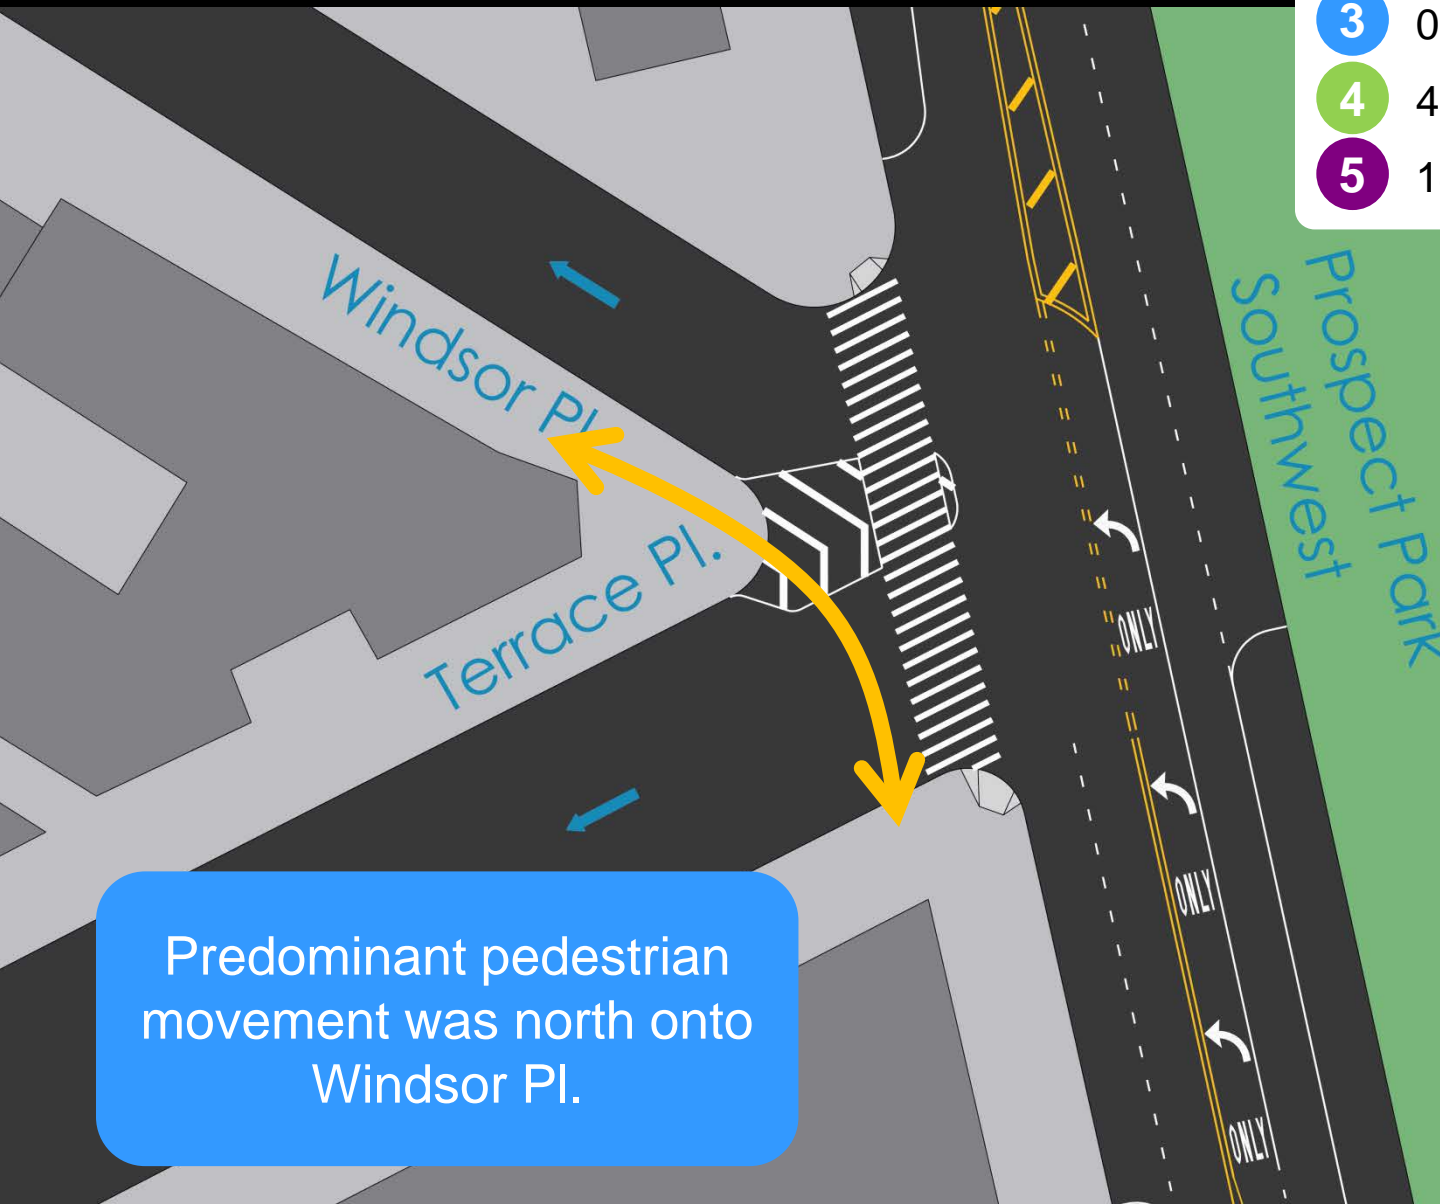 3 0
4 4
5 1
Windsor Pl.
Prospect Park
Southwest
Terrace Pl.
ONLY
ONLY
ONLY
Predominant pedestrian
movement was north onto
Windsor Pl.